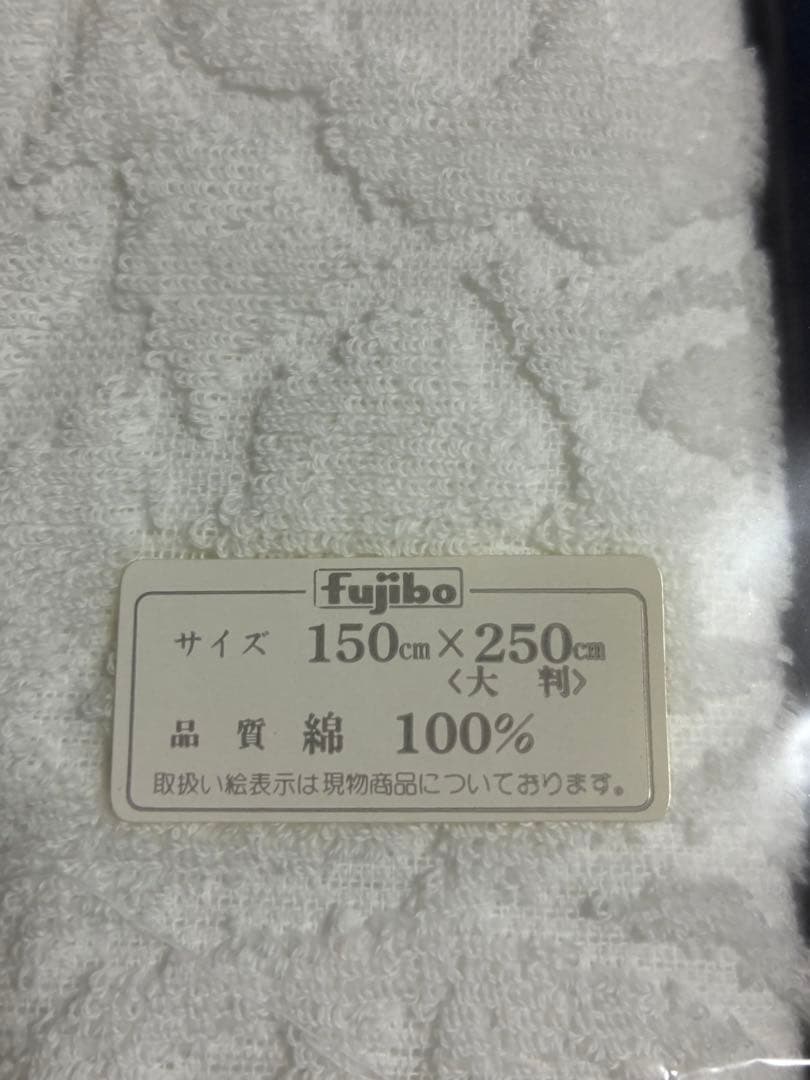 fujibo
サイズ 150cm×250cm
〈大 判〉
品 質 綿 100%
取扱い絵表示は現物商品についております。